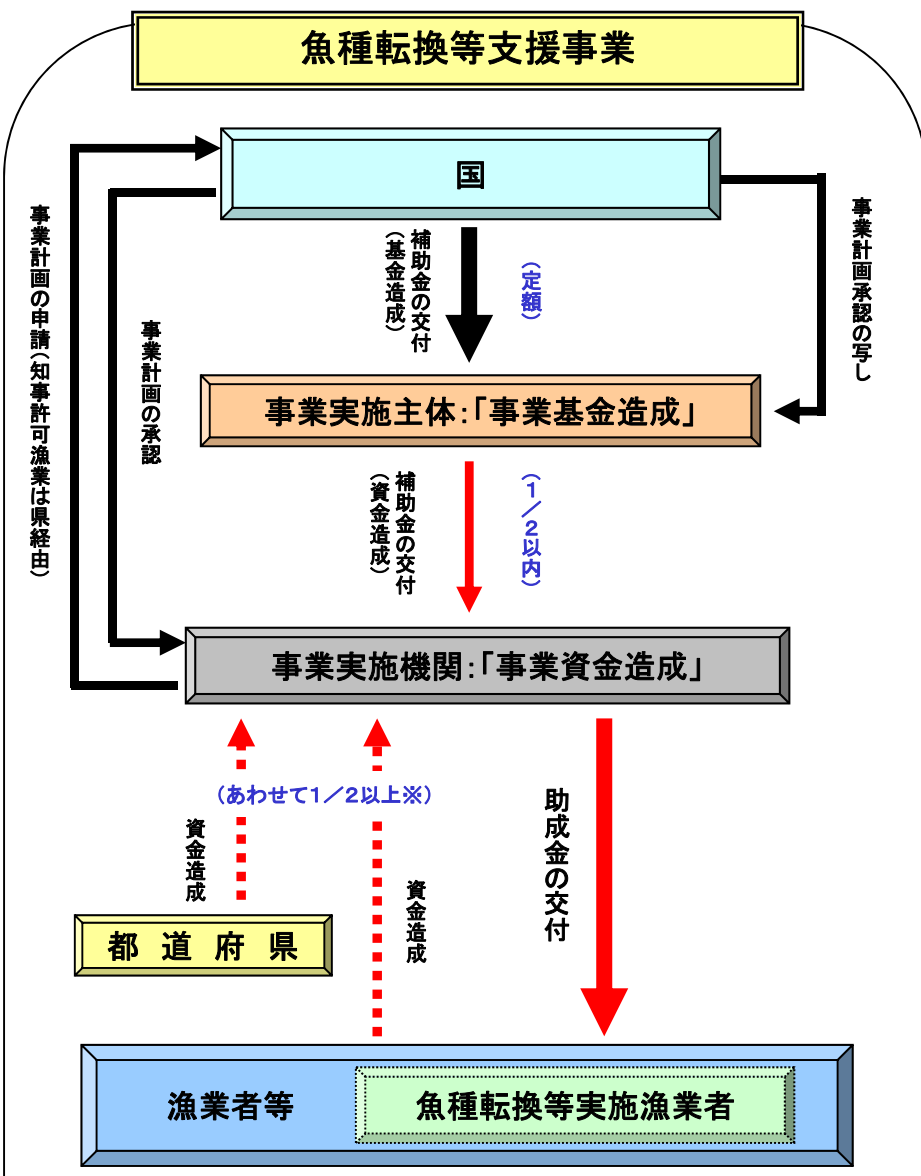 魚種転換等支援事業
国
事業計画の申請(知事許可漁業は県経由)
事業計画の承認
補助金の交付
(基金造成)
(定額)
事業計画承認の写し
事業実施主体:「事業基金造成」
補助金の交付
(資金造成)
(1/2以内)
事業実施機関:「事業資金造成」
(あわせて1/2以上※)
資金造成
資金造成
助成金の交付
都道府県
漁業者等
魚種転換等実施漁業者